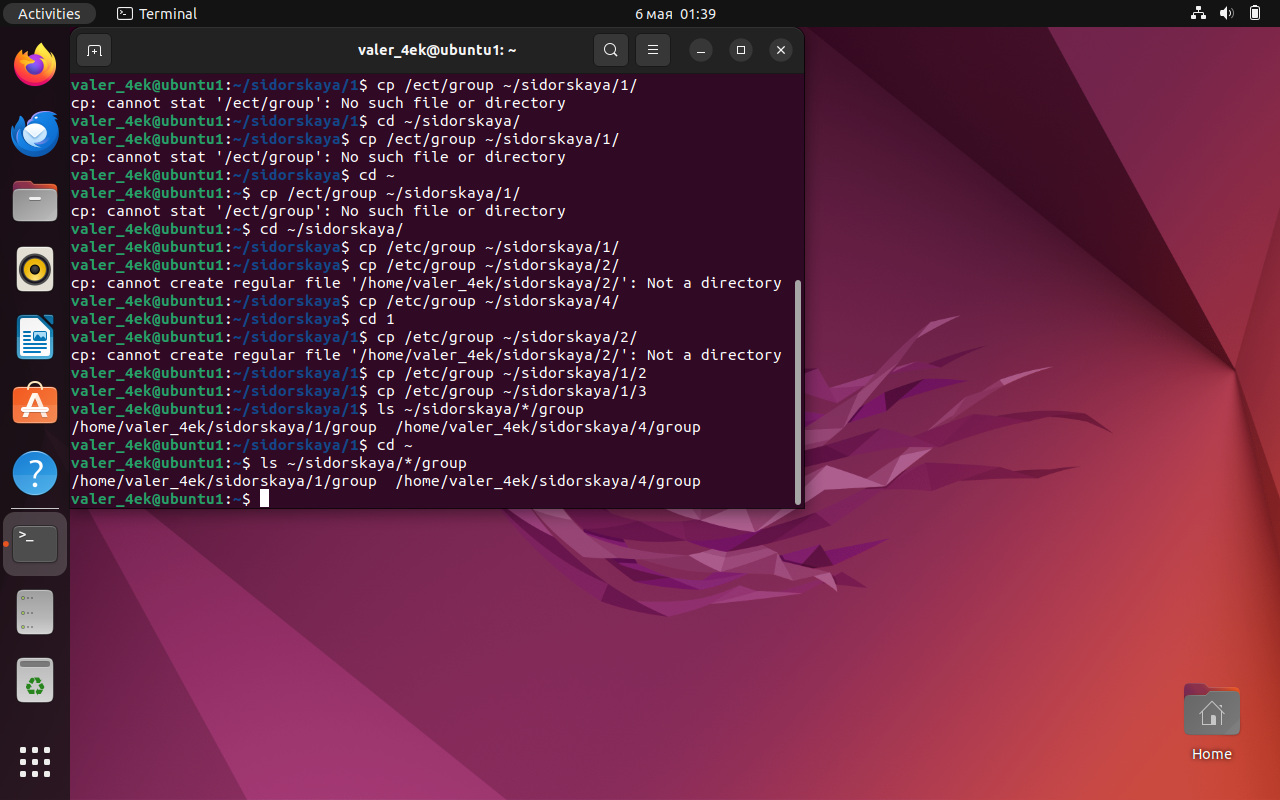 Activities
Terminal
6 мая 01:39
valer_4ek@ubuntu1: ~
valer_4ek@ubuntu1:~/sidorskaya/1$ cp /ect/group ~/sidorskaya/1/
cp: cannot stat '/ect/group': No such file or directory
valer_4ek@ubuntu1:~/sidorskaya/1$ cd ~/sidorskaya/
valer_4ek@ubuntu1:~/sidorskaya$ cp /ect/group ~/sidorskaya/1/
cp: cannot stat '/ect/group': No such file or directory
valer_4ek@ubuntu1:~/sidorskaya$ cd ~
valer_4ek@ubuntu1:~$ cp /ect/group ~/sidorskaya/1/
cp: cannot stat '/ect/group': No such file or directory
valer_4ek@ubuntu1:~$ cd ~/sidorskaya/
valer_4ek@ubuntu1:~/sidorskaya$ cp /etc/group ~/sidorskaya/1/
valer_4ek@ubuntu1:~/sidorskaya$ cp /etc/group ~/sidorskaya/2/
cp: cannot create regular file '/home/valer_4ek/sidorskaya/2/': Not a directory
valer_4ek@ubuntu1:~/sidorskaya$ cp /etc/group ~/sidorskaya/4/
valer_4ek@ubuntu1:~/sidorskaya$ cd 1
valer_4ek@ubuntu1:~/sidorskaya/1$ cp /etc/group ~/sidorskaya/2/
cp: cannot create regular file '/home/valer_4ek/sidorskaya/2/': Not a directory
valer_4ek@ubuntu1:~/sidorskaya/1$ cp /etc/group ~/sidorskaya/1/2
valer_4ek@ubuntu1:~/sidorskaya/1$ cp /etc/group ~/sidorskaya/1/3
valer_4ek@ubuntu1:~/sidorskaya/1$ ls ~/sidorskaya/*/group
/home/valer_4ek/sidorskaya/1/group  /home/valer_4ek/sidorskaya/4/group
valer_4ek@ubuntu1:~/sidorskaya/1$ cd ~
valer_4ek@ubuntu1:~$ ls ~/sidorskaya/*/group
/home/valer_4ek/sidorskaya/1/group  /home/valer_4ek/sidorskaya/4/group
valer_4ek@ubuntu1:~$
Home